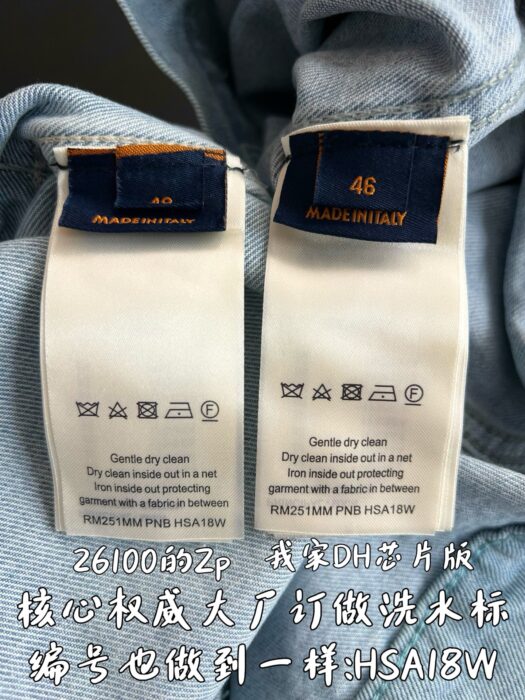 48
MADEINITALY
Gentle dry clean
Dry clean inside out in a net
Iron inside out protecting
garment with a fabric in between
RM251MM PNB HSA18W
46
MADEINITALY
F
Gentle dry clean
Dry clean inside out in a net
Iron inside out protecting
garment with a fabric in between
RM251MM PNB HSA18W
26100的Zp 我家DH芯片版
核心权威大厂订做洗水标
编号也做到一样:HSA18W